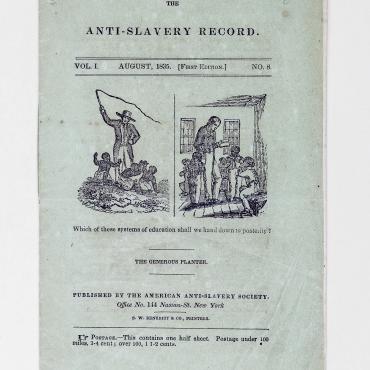 THE
ANTI-SLAVERY RECORD.
VOL. I. AUGUST, 1835. [FIRST EDITION.] NO. 8.
Which of these systems of education shall we hand down to posterity?
THE GENEROUS PLANTER.
PUBLISHED BY THE AMERICAN ANTI-SLAVERY SOCIETY.
Office No. 144 Nassau-St. New York
S. W. BENEDICT & CO., PRINTERS.
☞ POSTAGE.—This contains one half sheet. Postage under 100
miles, 3-4 cent; over 100, 1 1-2 cents.